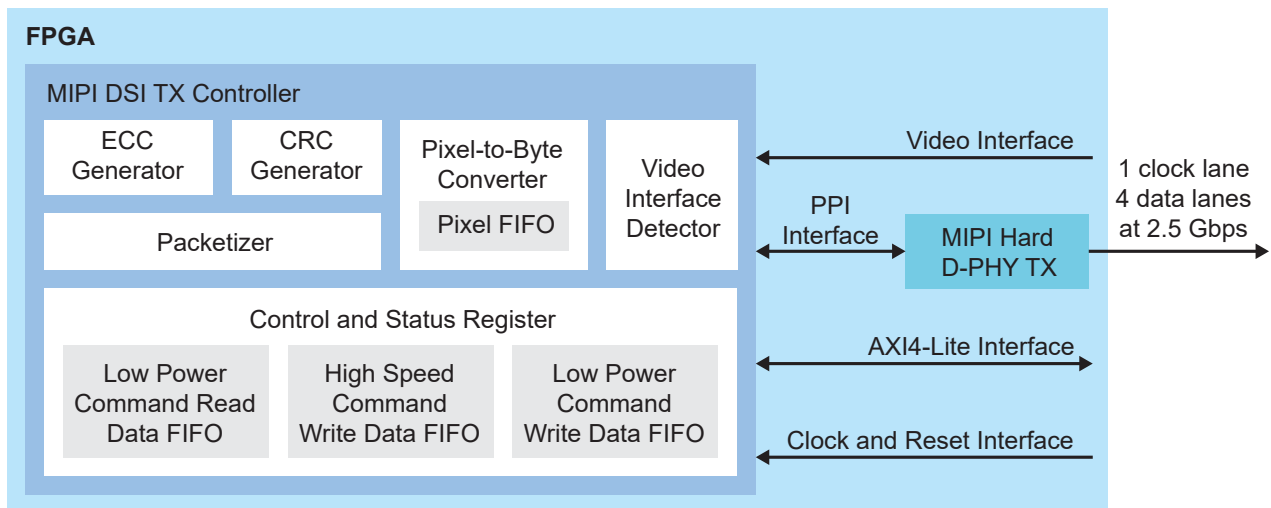 FPGA
MIPI DSI TX Controller
ECC
Generator
CRC
Generator
Packetizer
Pixel-to-Byte
Converter
Pixel FIFO
Video
Interface
Detector
Control and Status Register
Low Power
Command Read
Data FIFO
High Speed
Command
Write Data FIFO
Low Power
Command
Write Data FIFO
Video Interface
PPI
Interface
MIPI Hard
D-PHY TX
1 clock lane
4 data lanes
at 2.5 Gbps
AXI4-Lite Interface
Clock and Reset Interface